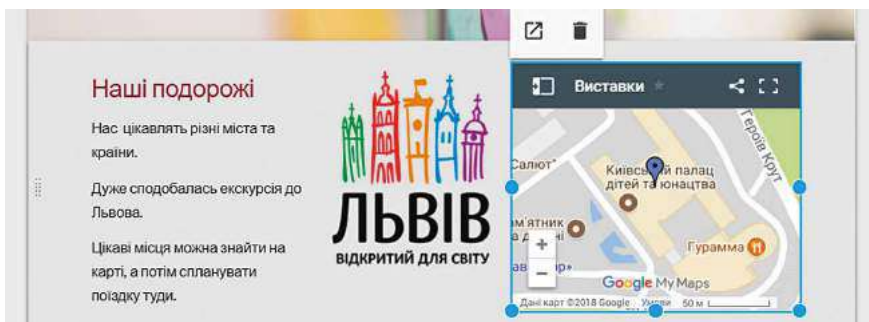 Наші подорожі
Нас цікавлять різні міста та
країни.
Дуже сподобалась екскурсія до
Львова.
Цікаві місця можна знайти на
карті, а потім спланувати
поїздку туди.
ЛЬВІВ
ВІДКРИТИЙ ДЛЯ СВІТУ
Виставки
Героїв Крут
Салют"
палац
дітей та юнацтва
Гурамма
+
−
Google My Maps
Дані карт ©2018 Google Умови 50 м